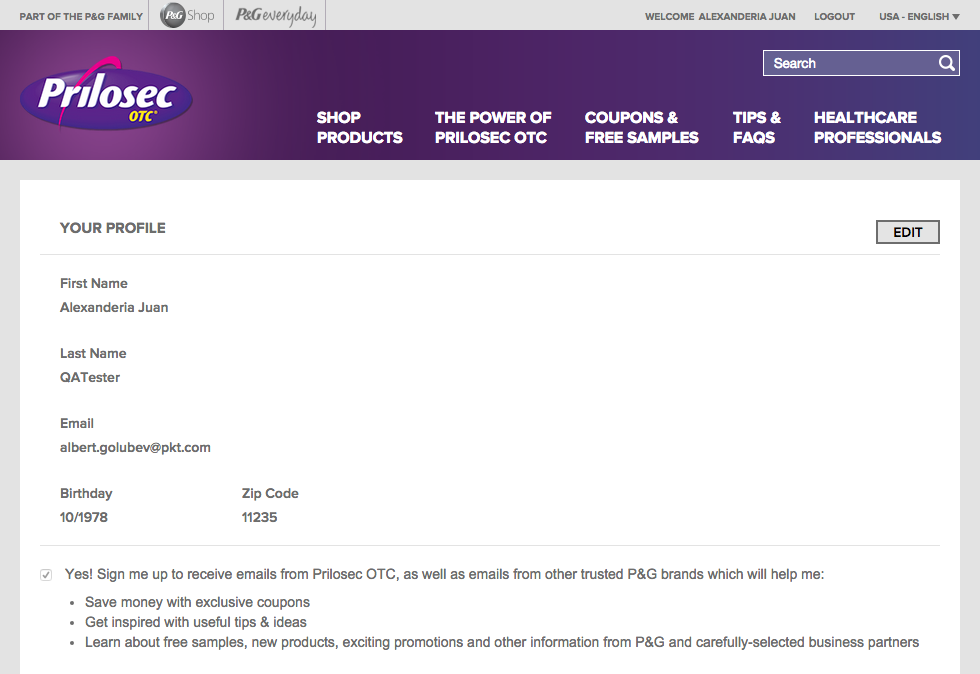 PART OF THE P&G FAMILY P&G Shop P&G everyday WELCOME ALEXANDERIA JUAN LOGOUT USA - ENGLISH
Search
Prilosec
OTC
SHOP PRODUCTS
THE POWER OF PRILOSEC OTC
COUPONS & FREE SAMPLES
TIPS & FAQS
HEALTHCARE PROFESSIONALS
YOUR PROFILE
EDIT
First Name
Alexanderia Juan
Last Name
QATester
Email
albert.golubev@pkt.com
Birthday Zip Code
10/1978 11235
Yes! Sign me up to receive emails from Prilosec OTC, as well as emails from other trusted P&G brands which will help me:
• Save money with exclusive coupons
• Get inspired with useful tips & ideas
• Learn about free samples, new products, exciting promotions and other information from P&G and carefully-selected business partners